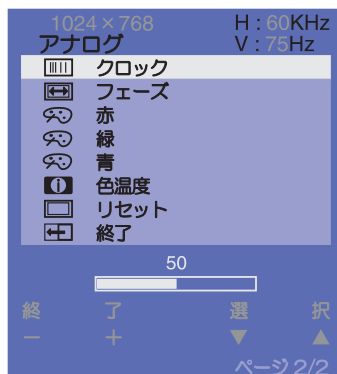 1024×768 H : 60KHz
アナログ V : 75Hz
クロック
フェーズ
赤
緑
青
色温度
リセット
終了
50
終 了 選 択
－ ＋ ▼ ▲
ページ 2/2